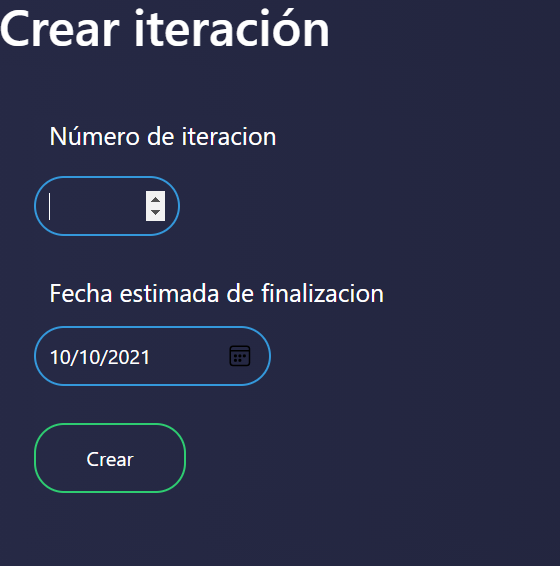 Crear iteración
Número de iteracion
Fecha estimada de finalizacion
10/10/2021
Crear